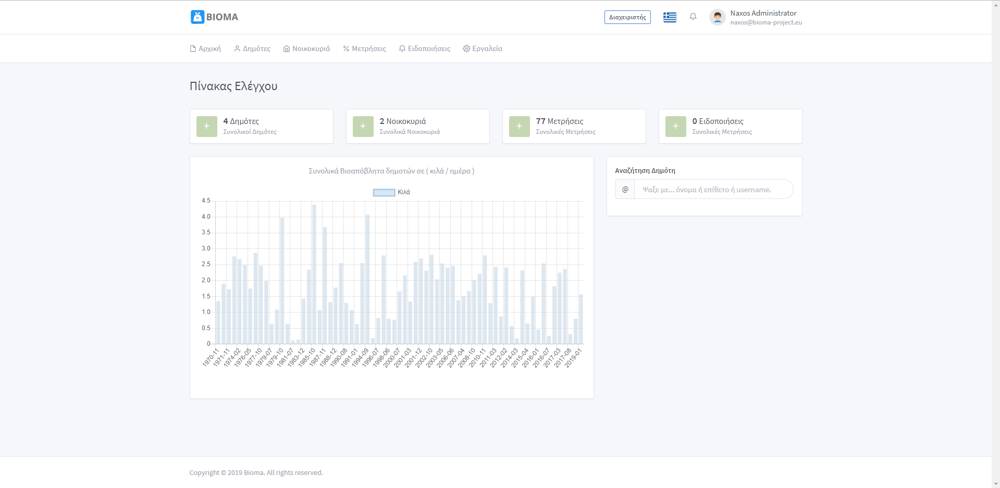 BIOMA
Διαχειριστής
Naxos Administrator
naxos@bioma-project.eu
Αρχική
Δημότες
Νοικοκυριά
Μετρήσεις
Ειδοποιήσεις
Εργαλεία
Πίνακας Ελέγχου
+
4 Δημότες
Συνολικοί Δημότες
+
2 Νοικοκυριά
Συνολικά Νοικοκυριά
+
77 Μετρήσεις
Συνολικές Μετρήσεις
+
0 Ειδοποιήσεις
Συνολικές Μετρήσεις
Συνολικά Βιοαπόβλητα δημοτών σε ( κιλά / ημέρα )
Κιλά
4.5
4.0
3.5
3.0
2.5
2.0
1.5
1.0
0.5
0
1970-11
1971-11
1974-02
1976-05
1977-10
1979-07
1979-10
1981-07
1983-12
1985-10
1987-11
1988-12
1990-08
1991-01
1994-09
1996-07
1998-06
2000-07
2001-03
2001-12
2002-10
2003-05
2006-06
2007-04
2008-10
2010-11
2011-03
2012-02
2014-03
2015-04
2016-01
2016-07
2017-03
2017-08
2019-01
Αναζήτηση Δημότη
@
Ψαξε με... όνομα ή επίθετο ή username.
Copyright © 2019 Bioma. All rights reserved.